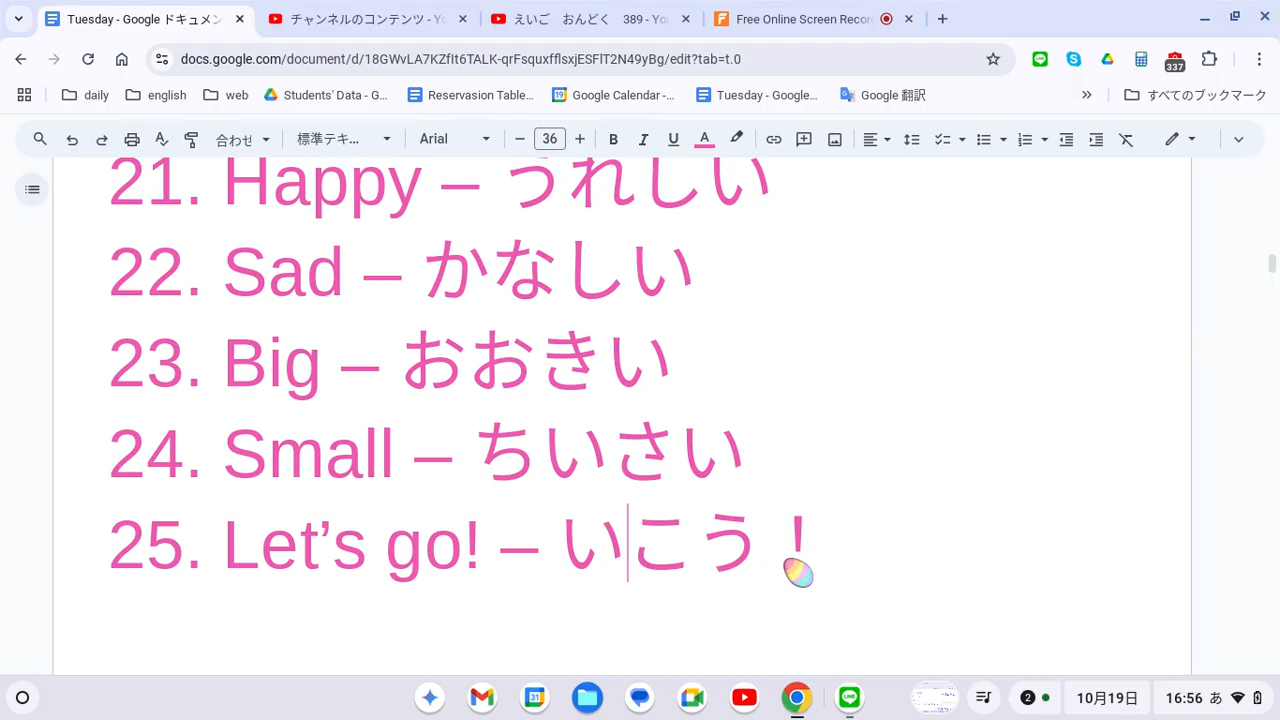 Tuesday - Google ドキュメン
チャンネルのコンテンツ - Yo
えいご おんどく 389 - Yo
Free Online Screen Recor
docs.google.com/document/d/18GWvLA7KZfIt6TALK-qrFsquxfflsxjESFlT2N49yBg/edit?tab=t.0
337
daily
english
web
Students' Data - G...
Reservasion Table...
Google Calendar -...
Tuesday - Google...
Google 翻訳
すべてのブックマーク
合わせ
標準テキ...
Arial
36
21. Happy – うれしい
22. Sad – かなしい
23. Big – おおきい
24. Small – ちいさい
25. Let’s go! – いこう！
2
10月19日
16:56 あ